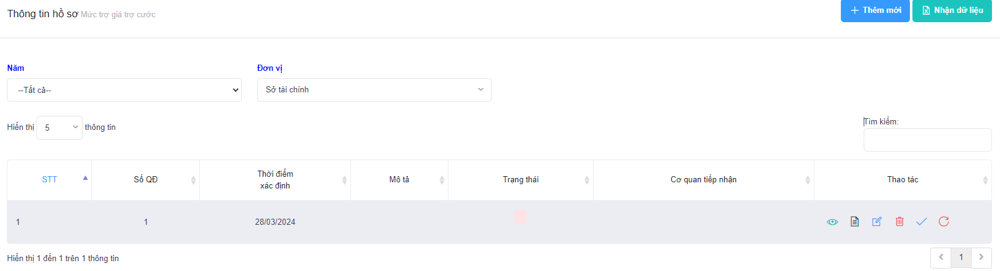 Thông tin hồ sơ Mức trợ giá trợ cước
Thêm mới
Nhận dữ liệu
Năm
Đơn vị
--Tất cả--
Sở tài chính
Hiển thị 5 thông tin
Tìm kiếm:
STT
Số QĐ
Thời điểm
xác định
Mô tả
Trạng thái
Cơ quan tiếp nhận
Thao tác
1
1
28/03/2024
Hiển thị 1 đến 1 trên 1 thông tin
1